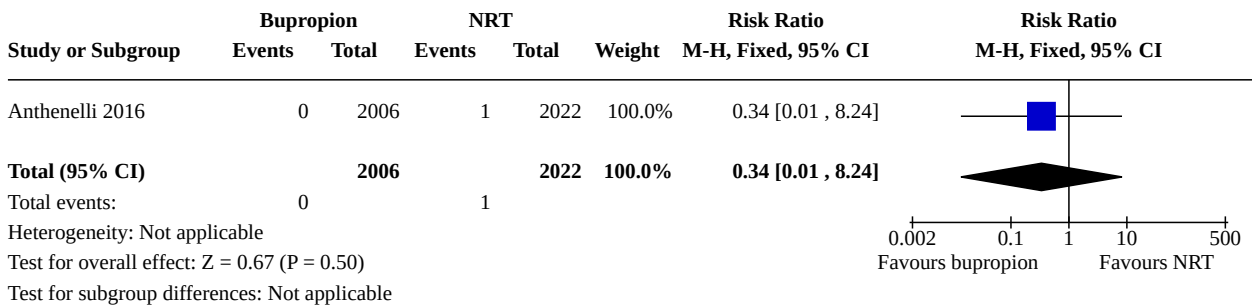 Bupropion NRT Risk Ratio Risk Ratio
Study or Subgroup Events Total Events Total Weight M-H, Fixed, 95% CI M-H, Fixed, 95% CI
Anthenelli 2016 0 2006 1 2022 100.0% 0.34 [0.01 , 8.24]
Total (95% CI) 2006 2022 100.0% 0.34 [0.01 , 8.24]
Total events: 0 1
Heterogeneity: Not applicable
0.002 0.1 1 10 500
Test for overall effect: Z = 0.67 (P = 0.50)
Favours bupropion Favours NRT
Test for subgroup differences: Not applicable